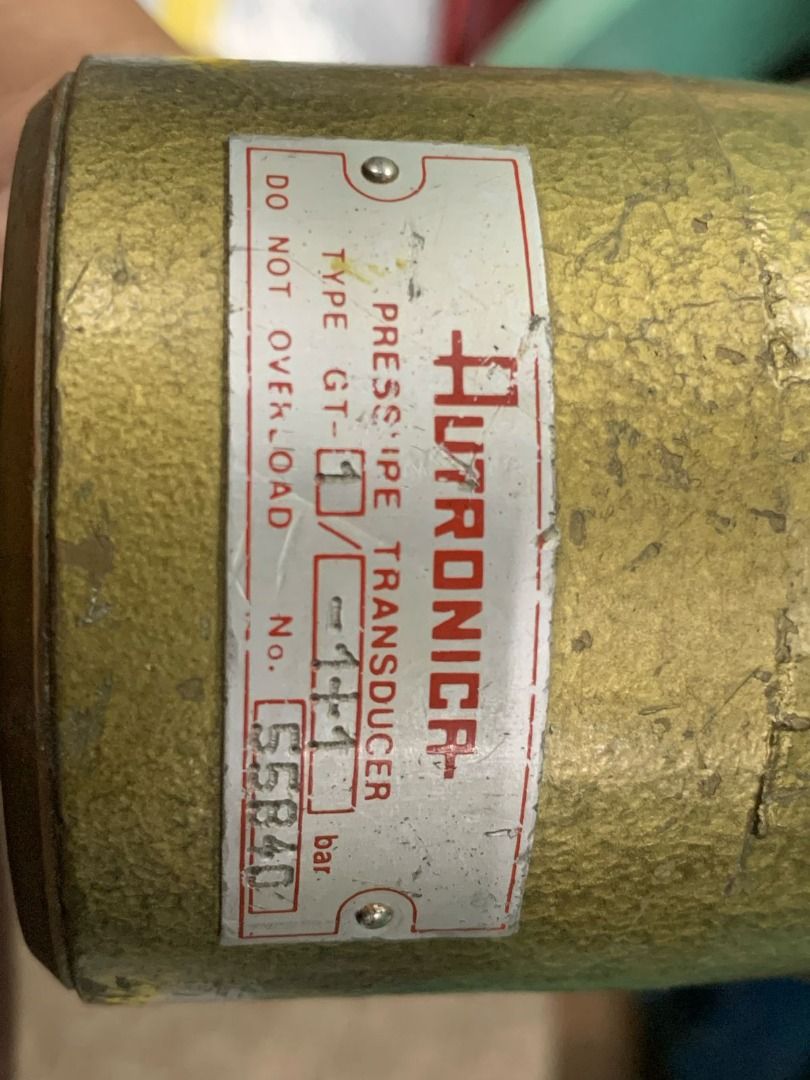 AUTRONICA
PRESSURE TRANSDUCER
TYPE GT-1/-1+1 bar.
DO NOT OVERLOAD No. 55840